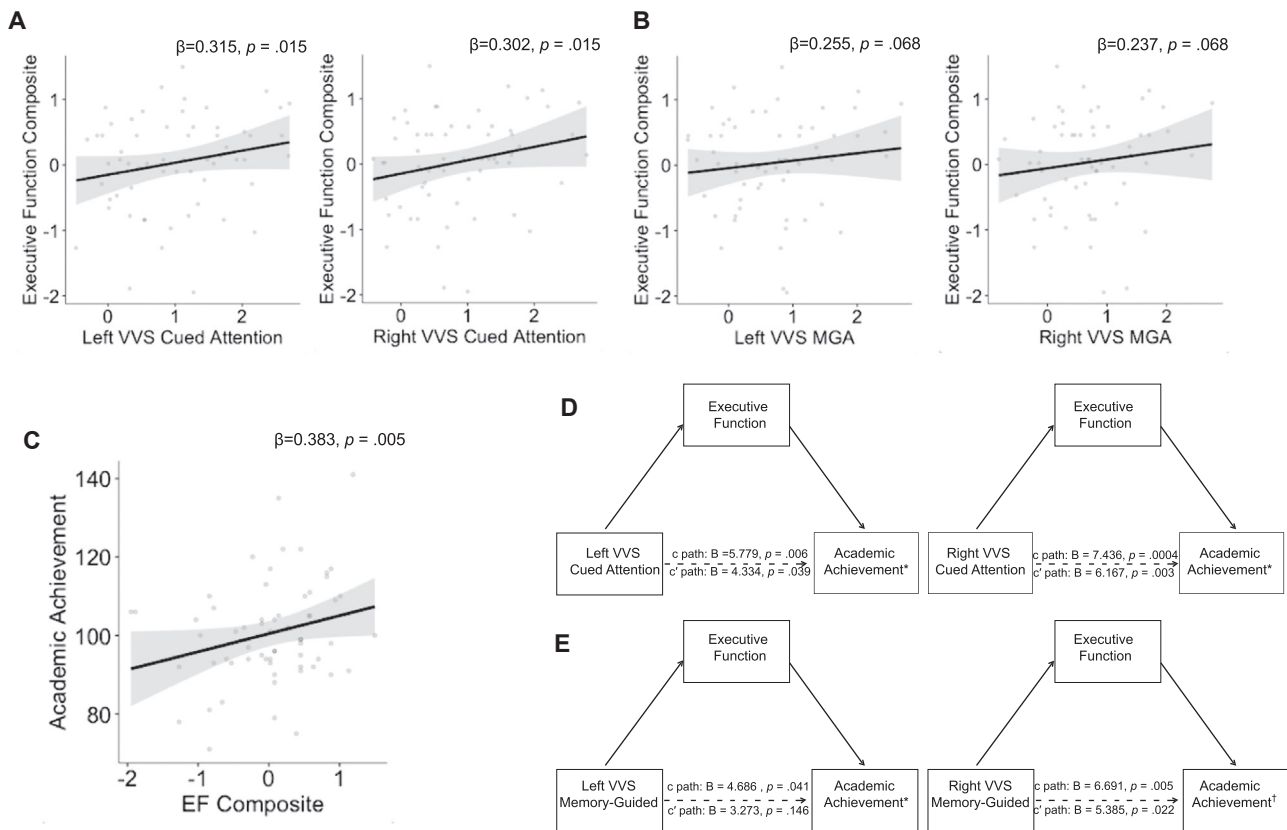 A
β=0.315, p = .015
Executive Function Composite
1
0
-1
-2
0 1 2
Left VVS Cued Attention
β=0.302, p = .015
Executive Function Composite
1
0
-1
-2
0 1 2
Right VVS Cued Attention
B
β=0.255, p = .068
Executive Function Composite
1
0
-1
-2
0 1 2
Left VVS MGA
β=0.237, p = .068
Executive Function Composite
1
0
-1
-2
0 1 2
Right VVS MGA
C
β=0.383, p = .005
Academic Achievement
140
120
100
80
-2 -1 0 1
EF Composite
D
Executive
Function
Left VVS
Cued Attention
c path: B =5.779, p = .006
c' path: B = 4.334, p = .039
Academic
Achievement*
Executive
Function
Right VVS
Cued Attention
c path: B = 7.436, p = .0004
c' path: B = 6.167, p = .003
Academic
Achievement*
E
Executive
Function
Left VVS
Memory-Guided
c path: B = 4.686 , p = .041
c' path: B = 3.273, p = .146
Academic
Achievement*
Executive
Function
Right VVS
Memory-Guided
c path: B = 6.691, p = .005
c' path: B = 5.385, p = .022
Academic
Achievement†